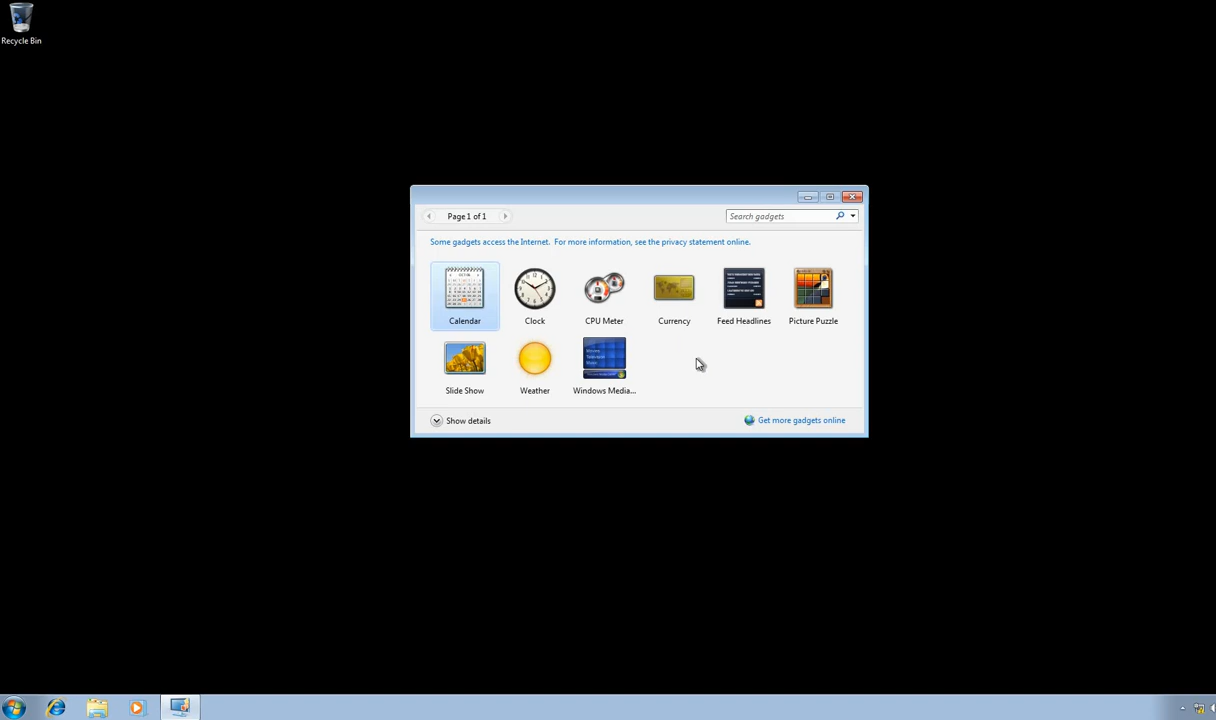 Recycle Bin
Page 1 of 1
Search gadgets
Some gadgets access the Internet. For more information, see the privacy statement online.
Calendar
Clock
CPU Meter
Currency
Feed Headlines
Picture Puzzle
Slide Show
Weather
Windows Media...
Show details
Get more gadgets online